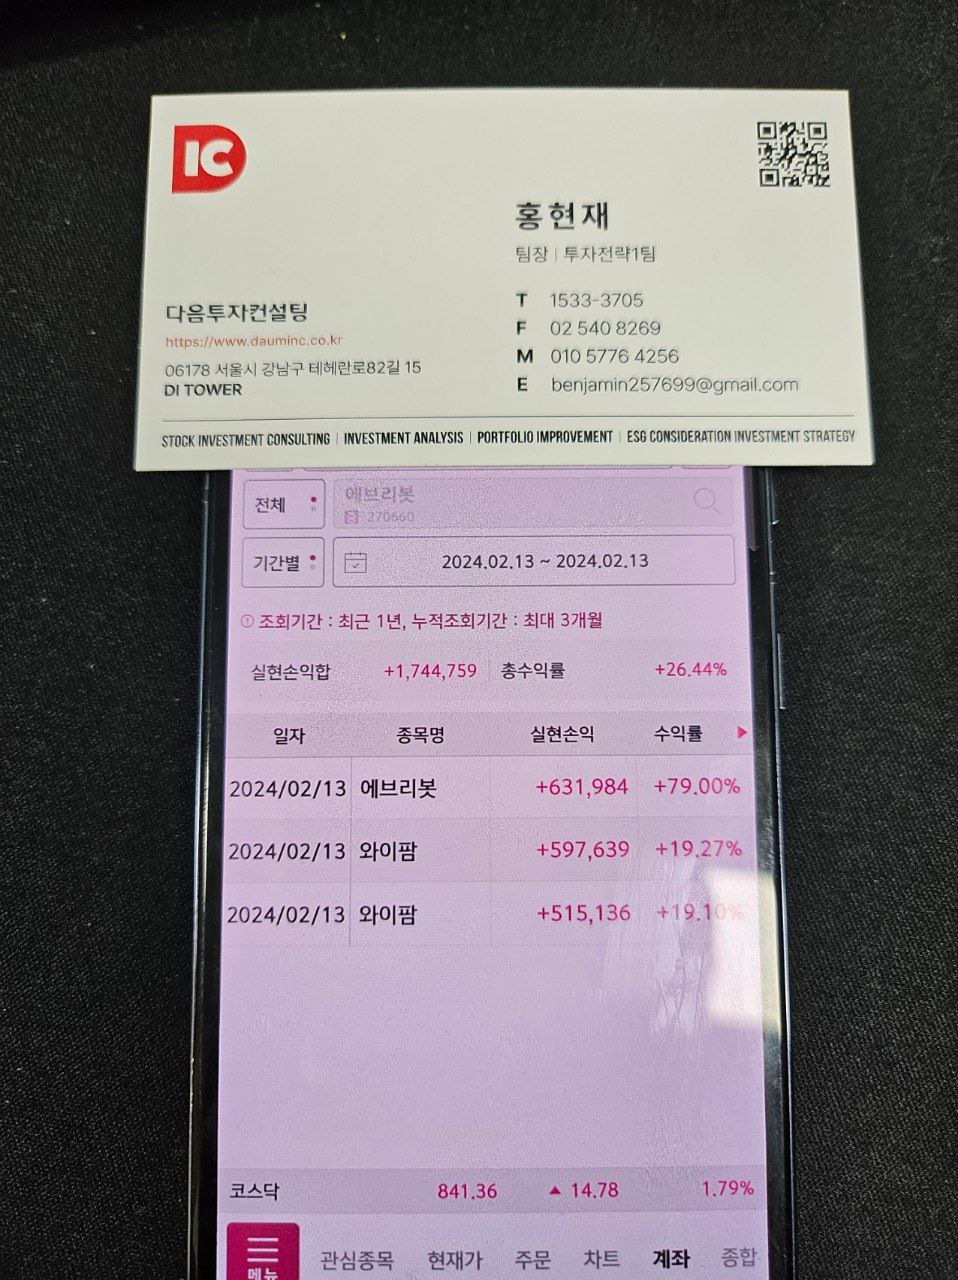 IC
홍현재
팀장 | 투자전략1팀
T 1533-3705
F 02 540 8269
M 010 5776 4256
E benjamin257699@gmail.com
다음투자컨설팅
https://www.dauminc.co.kr
06178 서울시 강남구 테헤란로82길 15
DI TOWER
STOCK INVESTMENT CONSULTING | INVESTMENT ANALYSIS | PORTFOLIO IMPROVEMENT | ESG CONSIDERATION INVESTMENT STRATEGY
전체 에브리봇
증 270660
기간별 2024.02.13 ~ 2024.02.13
조회기간 : 최근 1년, 누적조회기간 : 최대 3개월
실현손익합 +1,744,759 총수익률 +26.44%
일자 종목명 실현손익 수익률
2024/02/13 에브리봇 +631,984 +79.00%
2024/02/13 와이팜 +597,639 +19.27%
2024/02/13 와이팜 +515,136 +19.10%
코스닥 841.36 ▲ 14.78 1.79%
메뉴 관심종목 현재가 주문 차트 계좌 종합